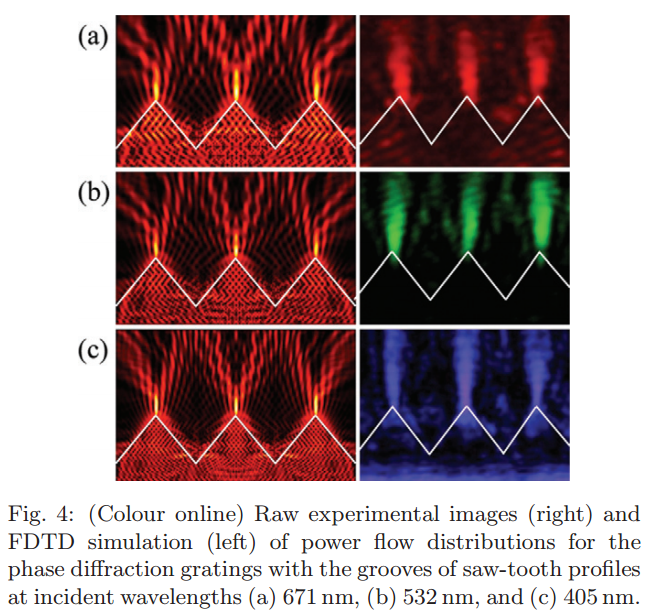 (a)
(b)
(c)
Fig. 4: (Colour online) Raw experimental images (right) and
FDTD simulation (left) of power flow distributions for the
phase diffraction gratings with the grooves of saw-tooth profiles
at incident wavelengths (a) 671 nm, (b) 532 nm, and (c) 405 nm.